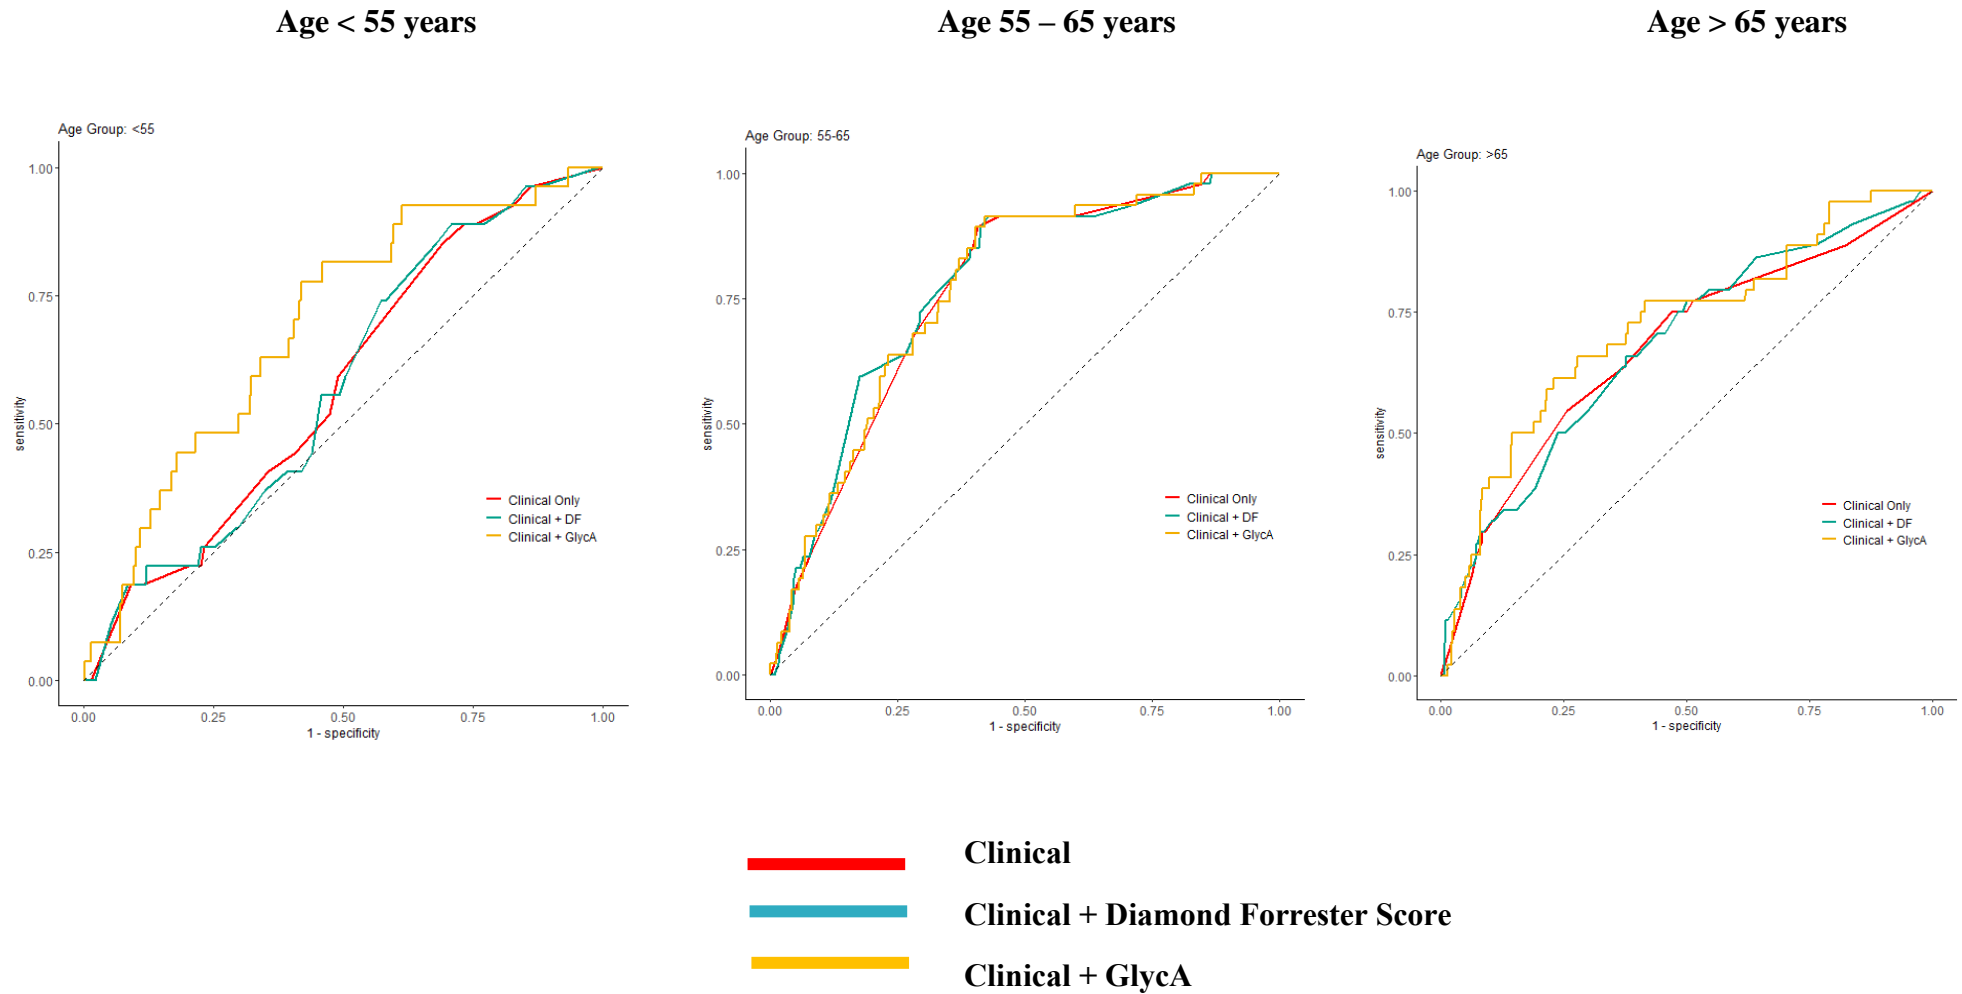 Age < 55 years
Age 55 – 65 years
Age > 65 years
Age Group: <55
1.00
0.75
0.50
0.25
0.00
sensitivity
0.00 0.25 0.50 0.75 1.00
1 - specificity
Clinical Only
Clinical + DF
Clinical + GlycA
Age Group: 55-65
1.00
0.75
0.50
0.25
0.00
sensitivity
0.00 0.25 0.50 0.75 1.00
1 - specificity
Clinical Only
Clinical + DF
Clinical + GlycA
Age Group: >65
1.00
0.75
0.50
0.25
0.00
sensitivity
0.00 0.25 0.50 0.75 1.00
1 - specificity
Clinical Only
Clinical + DF
Clinical + GlycA
Clinical
Clinical + Diamond Forrester Score
Clinical + GlycA